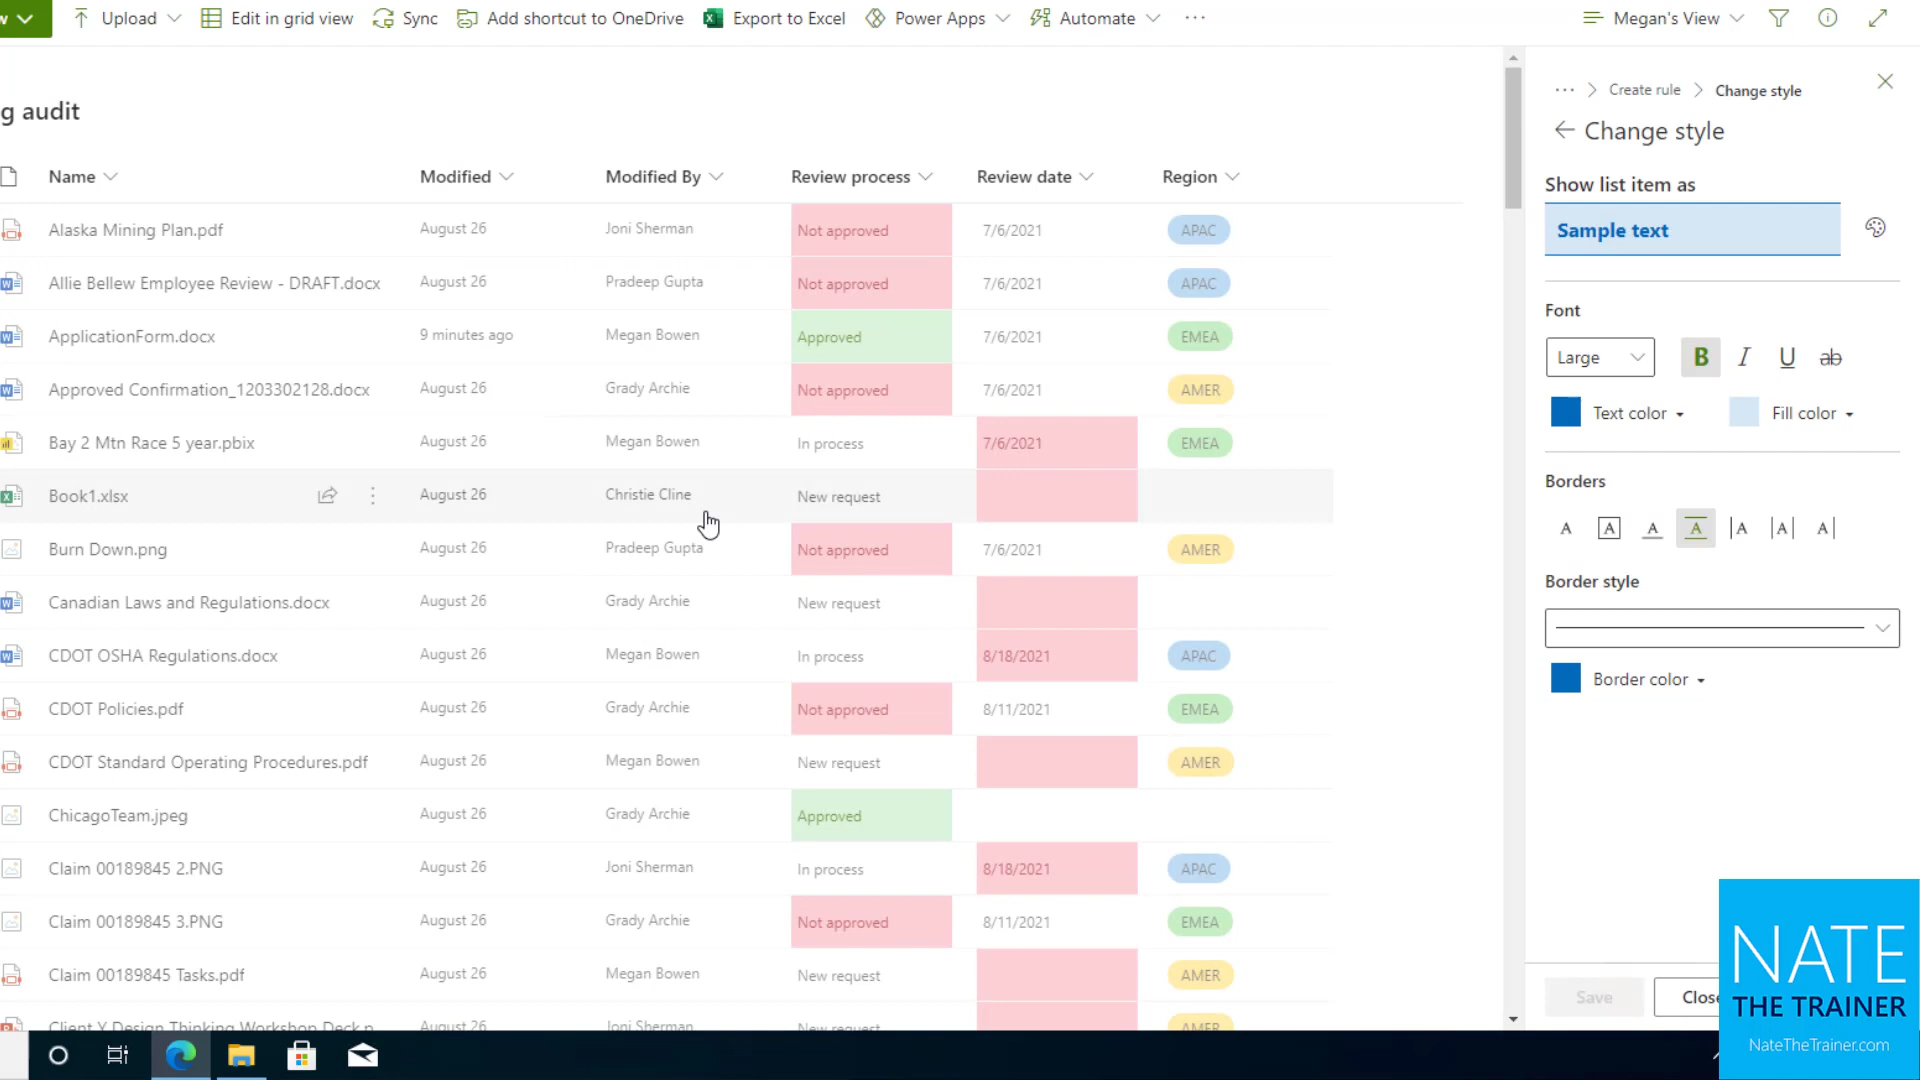 Upload
Edit in grid view
Sync
Add shortcut to OneDrive
Export to Excel
Power Apps
Automate
Megan's View
g audit
Name Modified Modified By Review process Review date Region
Alaska Mining Plan.pdf August 26 Joni Sherman Not approved 7/6/2021 APAC
Allie Bellew Employee Review - DRAFT.docx August 26 Pradeep Gupta Not approved 7/6/2021 APAC
ApplicationForm.docx 9 minutes ago Megan Bowen Approved 7/6/2021 EMEA
Approved Confirmation_1203302128.docx August 26 Grady Archie Not approved 7/6/2021 AMER
Bay 2 Mtn Race 5 year.pbix August 26 Megan Bowen In process 7/6/2021 EMEA
Book1.xlsx August 26 Christie Cline New request
Burn Down.png August 26 Pradeep Gupta Not approved 7/6/2021 AMER
Canadian Laws and Regulations.docx August 26 Grady Archie New request
CDOT OSHA Regulations.docx August 26 Megan Bowen In process 8/18/2021 APAC
CDOT Policies.pdf August 26 Grady Archie Not approved 8/11/2021 EMEA
CDOT Standard Operating Procedures.pdf August 26 Megan Bowen New request AMER
ChicagoTeam.jpeg August 26 Grady Archie Approved
Claim 00189845 2.PNG August 26 Joni Sherman In process 8/18/2021 APAC
Claim 00189845 3.PNG August 26 Grady Archie Not approved 8/11/2021 EMEA
Claim 00189845 Tasks.pdf August 26 Megan Bowen New request AMER
Client X Design Thinking Workshop Deck.p August 26 Joni Sherman New request AMER
··· > Create rule > Change style
Change style
Show list item as
Sample text
Font
Large B I U ab
Text color Fill color
Borders
A A A A A A A
Border style
Border color
Save Close
NATE
THE TRAINER
NateTheTrainer.com